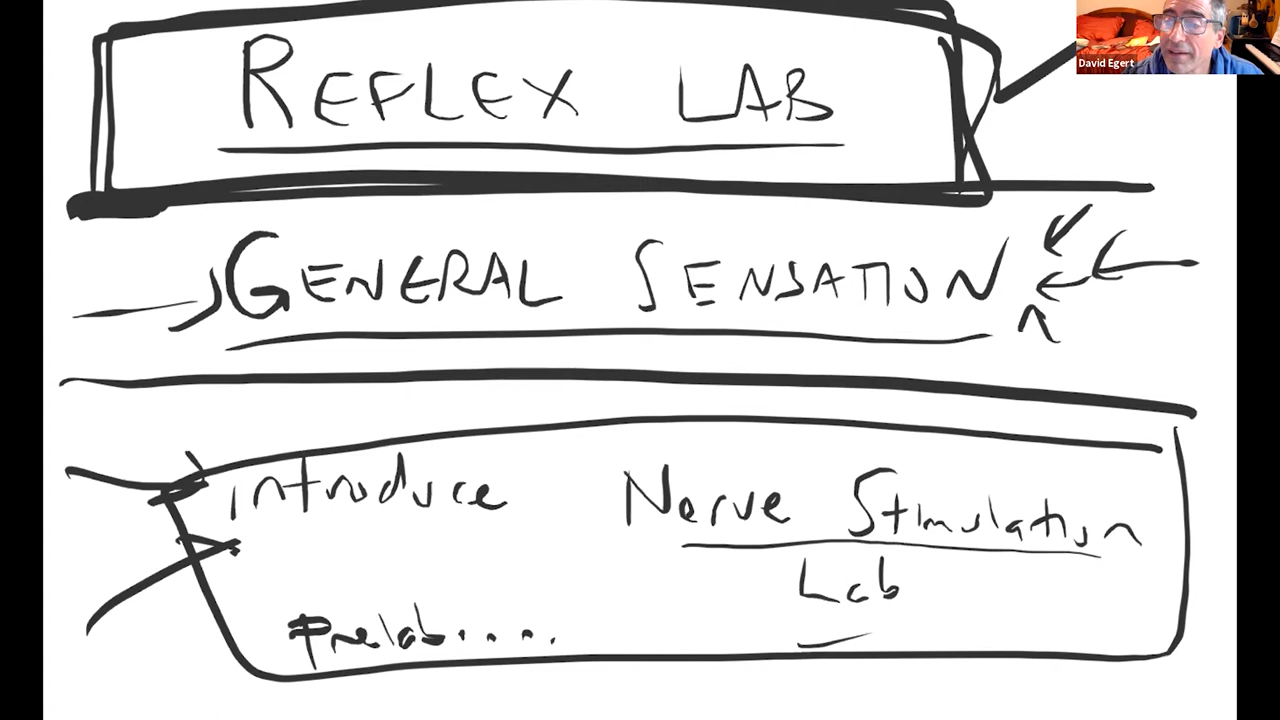 David Egert
REFLEX LAB
GENERAL SENSATION
introduce Nerve Stimulation
Lab
Prelab....